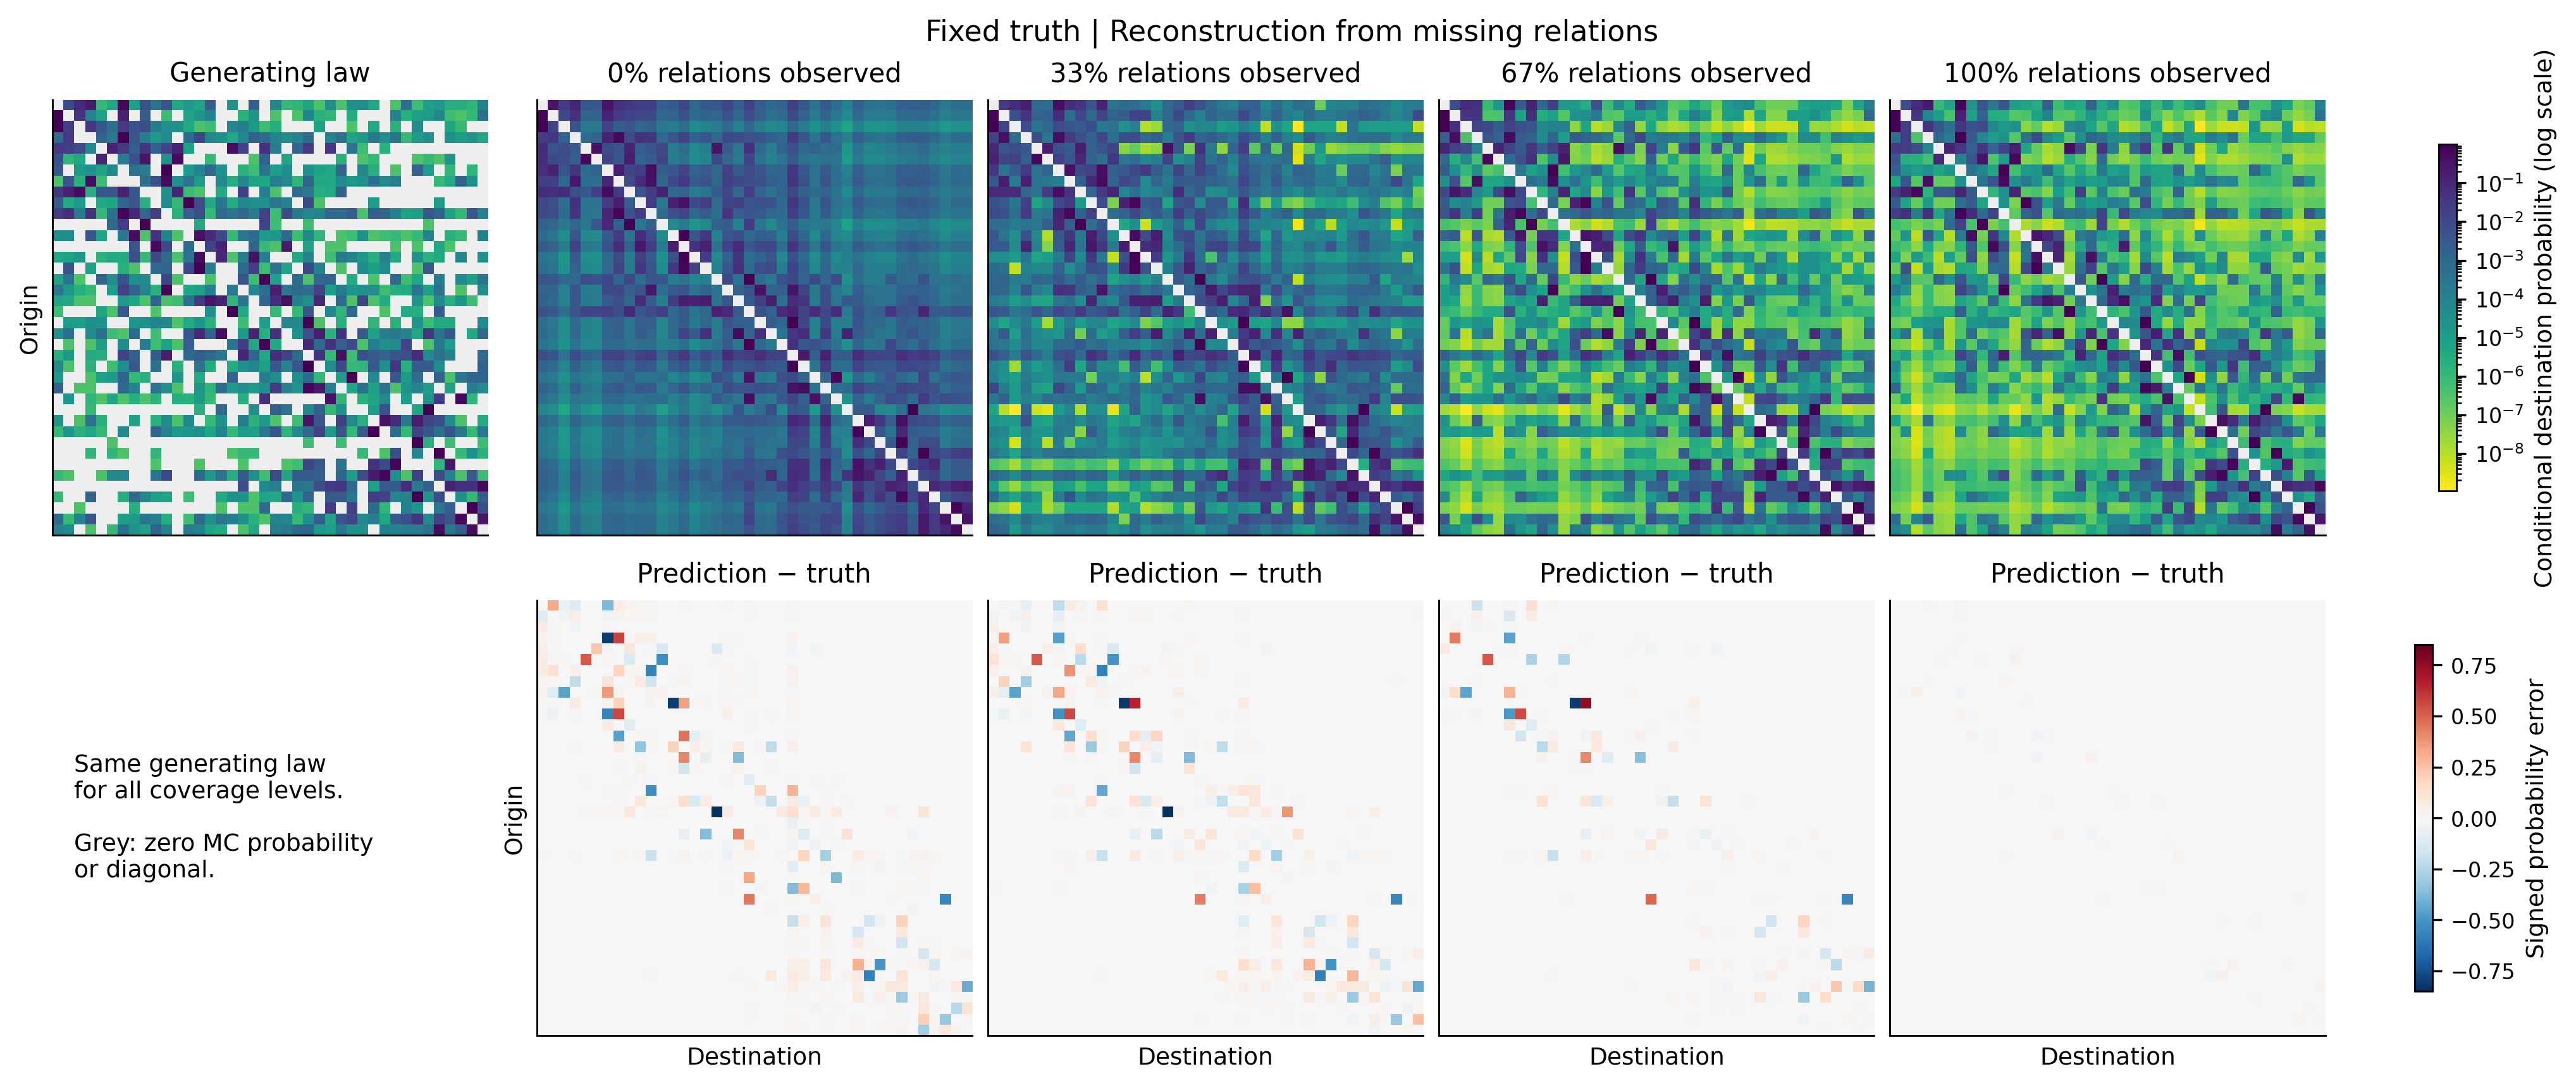 Fixed truth | Reconstruction from missing relations
Generating law
0% relations observed
33% relations observed
67% relations observed
100% relations observed
Origin
10⁻¹
10⁻²
10⁻³
10⁻⁴
10⁻⁵
10⁻⁶
10⁻⁷
10⁻⁸
Conditional destination probability (log scale)
Prediction − truth
Prediction − truth
Prediction − truth
Prediction − truth
Same generating law
for all coverage levels.
Grey: zero MC probability
or diagonal.
Origin
0.75
0.50
0.25
0.00
−0.25
−0.50
−0.75
Signed probability error
Destination
Destination
Destination
Destination